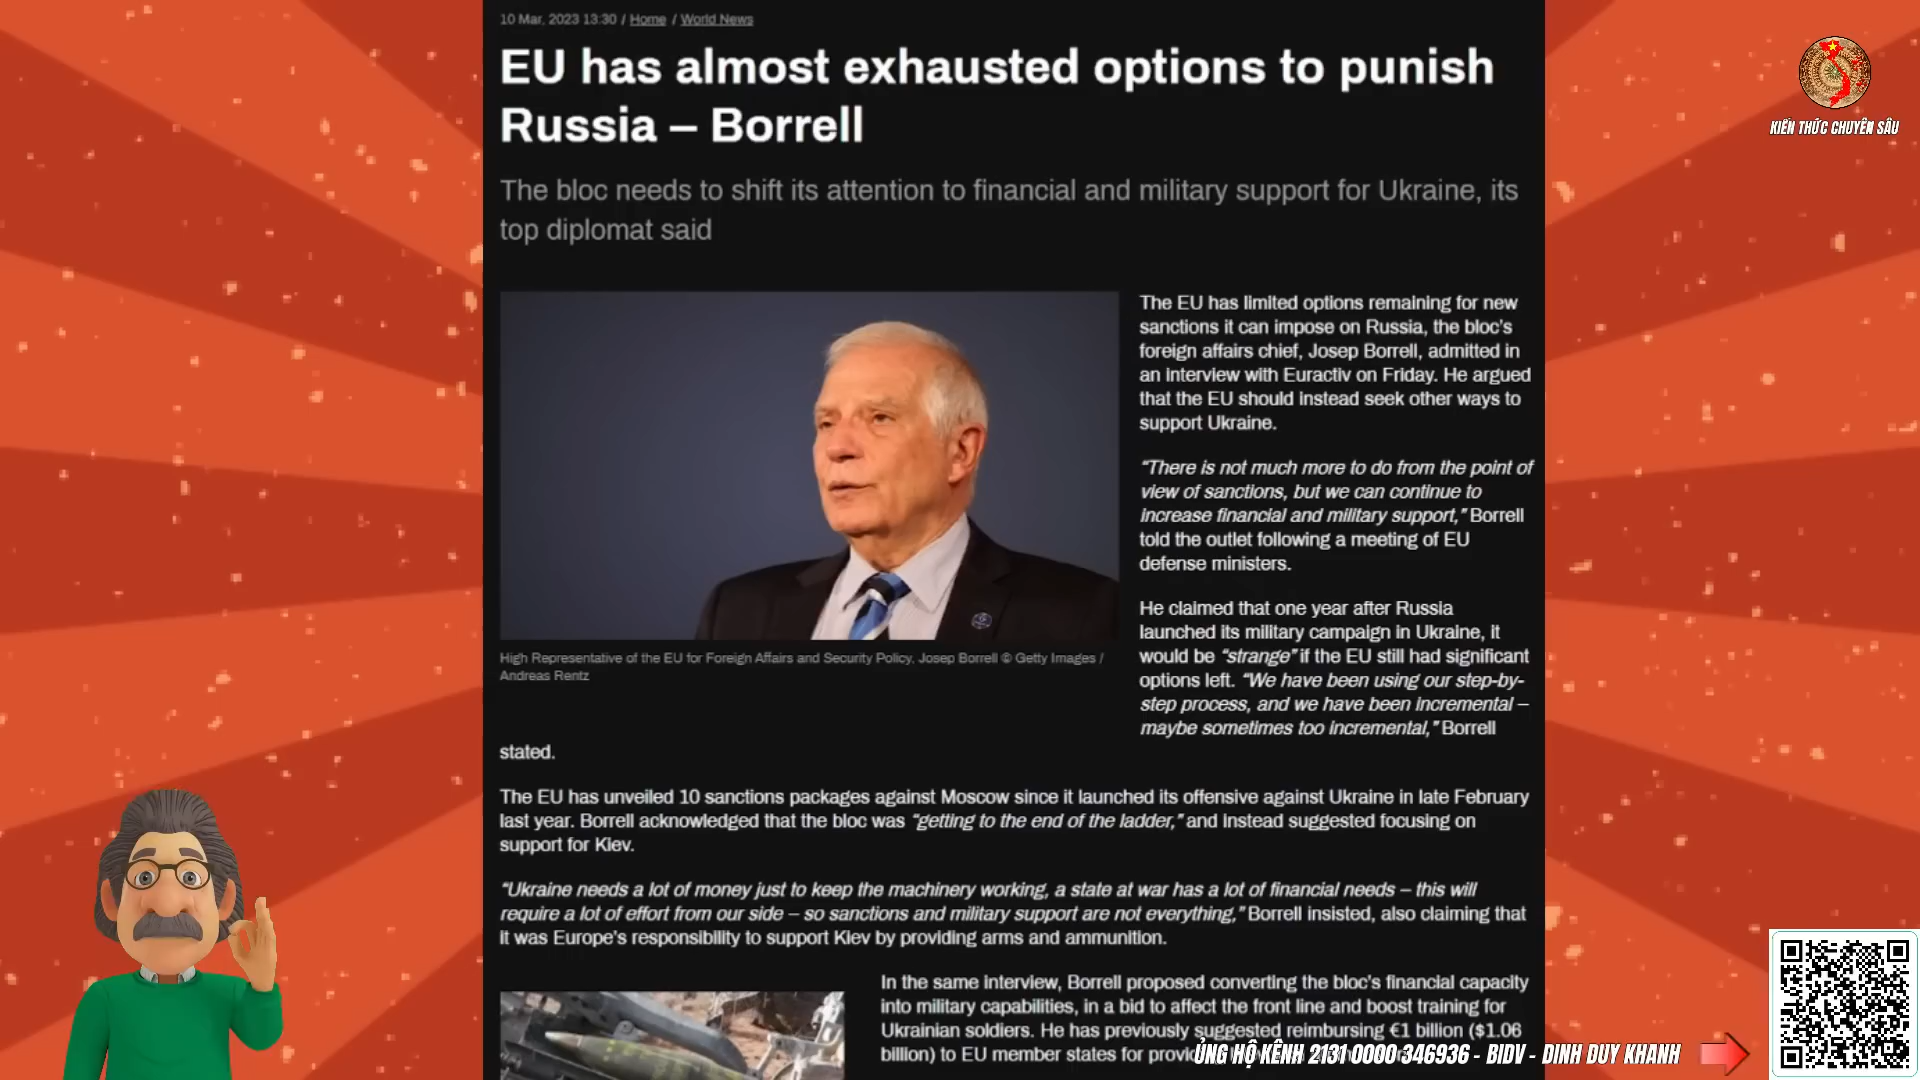 10 Mar, 2023 13:30 / Home / World News
EU has almost exhausted options to punish
Russia – Borrell
The bloc needs to shift its attention to financial and military support for Ukraine, its
top diplomat said
KIẾN THỨC CHUYÊN SÂU
The EU has limited options remaining for new
sanctions it can impose on Russia, the bloc's
foreign affairs chief, Josep Borrell, admitted in
an interview with Euractiv on Friday. He argued
that the EU should instead seek other ways to
support Ukraine.
“There is not much more to do from the point of
view of sanctions, but we can continue to
increase financial and military support,” Borrell
told the outlet following a meeting of EU
defense ministers.
He claimed that one year after Russia
launched its military campaign in Ukraine, it
would be “strange” if the EU still had significant
options left. “We have been using our step-by-
step process, and we have been incremental –
maybe sometimes too incremental,” Borrell
stated.
High Representative of the EU for Foreign Affairs and Security Policy, Josep Borrell © Getty Images /
Andreas Rentz
The EU has unveiled 10 sanctions packages against Moscow since it launched its offensive against Ukraine in late February
last year. Borrell acknowledged that the bloc was “getting to the end of the ladder,” and instead suggested focusing on
support for Kiev.
“Ukraine needs a lot of money just to keep the machinery working, a state at war has a lot of financial needs – this will
require a lot of effort from our side – so sanctions and military support are not everything,” Borrell insisted, also claiming that
it was Europe's responsibility to support Kiev by providing arms and ammunition.
In the same interview, Borrell proposed converting the bloc's financial capacity
into military capabilities, in a bid to affect the front line and boost training for
Ukrainian soldiers. He has previously suggested reimbursing €1 billion ($1.06
billion) to EU member states for
ỦNG HỘ KÊNH 2131 0000 346936 - BIDV - DINH DUY KHANH